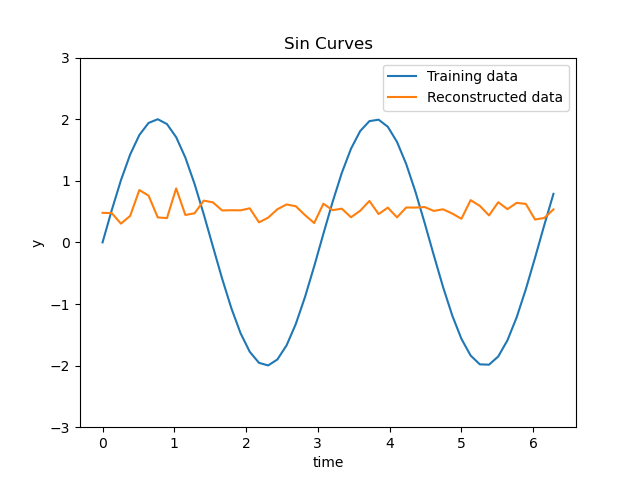 Sin Curves
Training data
Reconstructed data
3
2
1
0
−1
−2
−3
y
0 1 2 3 4 5 6
time